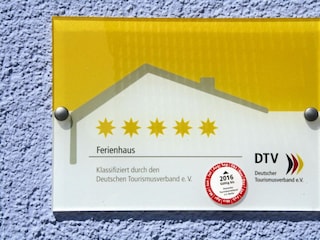 Ferienhaus
Klassifiziert durch den
Deutschen Tourismusverband e.V.
2016
DTV
Deutscher
Tourismusverband e.V.